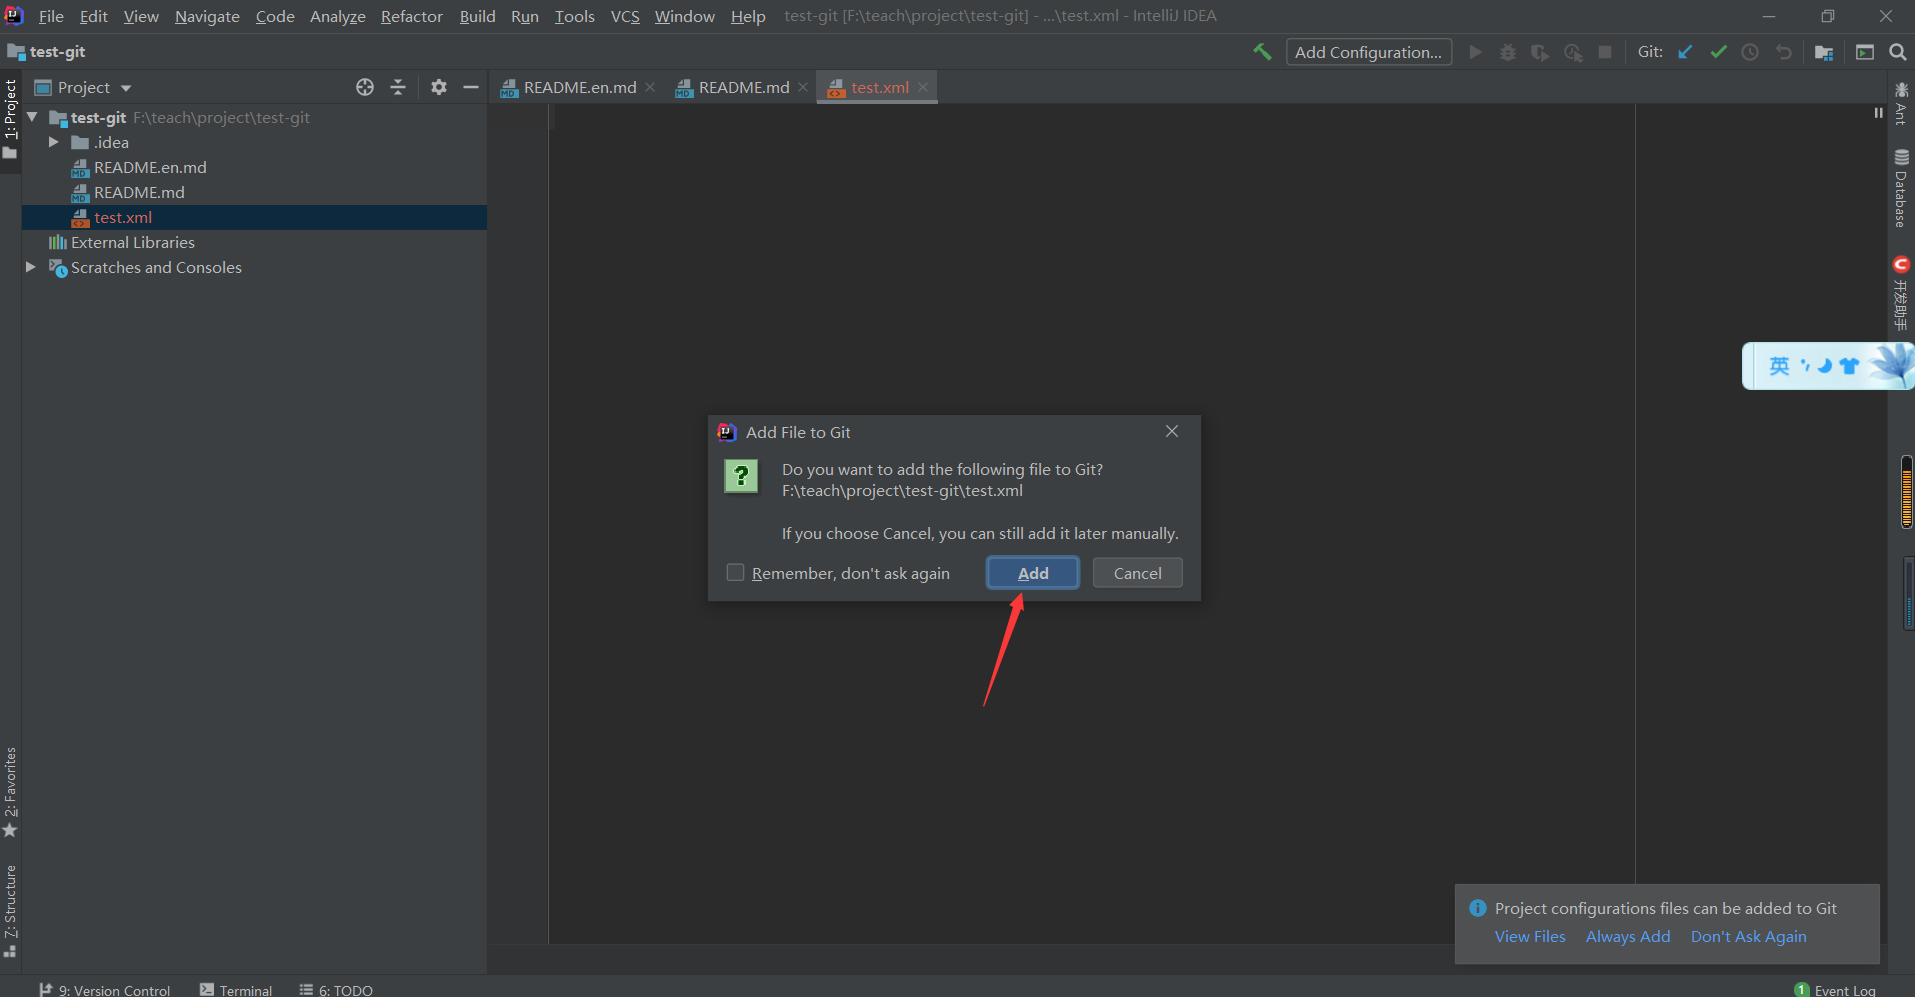 File Edit View Navigate Code Analyze Refactor Build Run Tools VCS Window Help test-git [F:\teach\project\test-git] - ...\test.xml - IntelliJ IDEA
test-git Add Configuration... Git:
Project README.en.md README.md test.xml
test-git F:\teach\project\test-git
.idea
README.en.md
README.md
test.xml
External Libraries
Scratches and Consoles
1: Project
2: Favorites
7: Structure
Ant
Database
开发助手
英
Add File to Git
Do you want to add the following file to Git?
F:\teach\project\test-git\test.xml
If you choose Cancel, you can still add it later manually.
Remember, don't ask again Add Cancel
Project configurations files can be added to Git
View Files Always Add Don't Ask Again
9: Version Control Terminal 6: TODO 1 Event Log